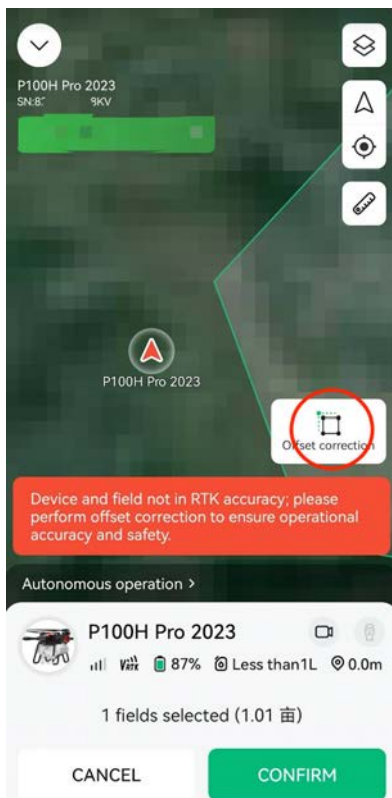 P100H Pro 2023
SN:8 9KV
P100H Pro 2023
Offset correction
Device and field not in RTK accuracy; please
perform offset correction to ensure operational
accuracy and safety.
Autonomous operation >
P100H Pro 2023
RTK 87% Less than1L 0.0m
1 fields selected (1.01 亩)
CANCEL CONFIRM